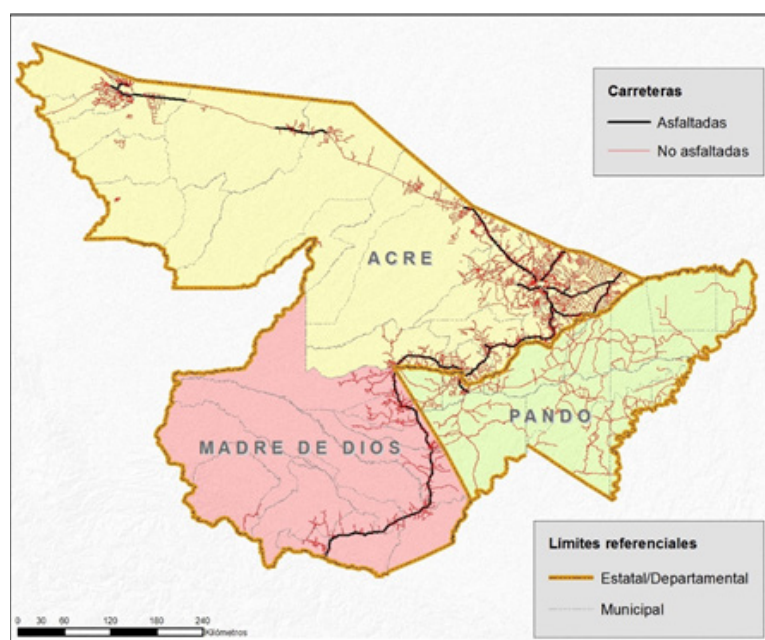 Carreteras
Asfaltadas
No asfaltadas
ACRE
PANDO
MADRE DE DIOS
Límites referenciales
Estatal/Departamental
Municipal
0 30 60 120 180 240
Kilómetros